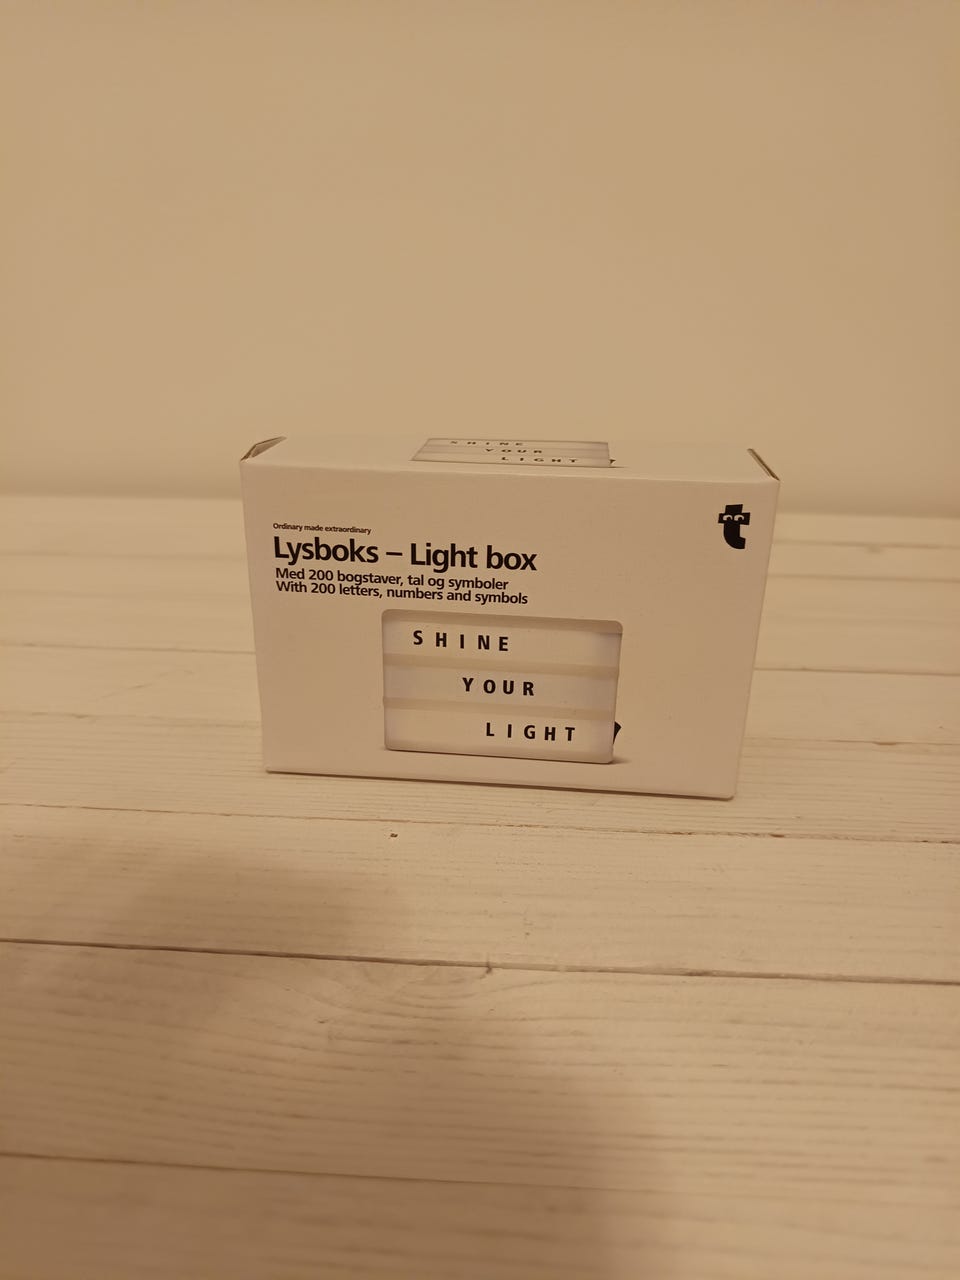 SHINE
YOUR
LIGHT
Ordinary made extraordinary
Lysboks – Light box
Med 200 bogstaver, tal og symboler
With 200 letters, numbers and symbols
SHINE
YOUR
LIGHT
t